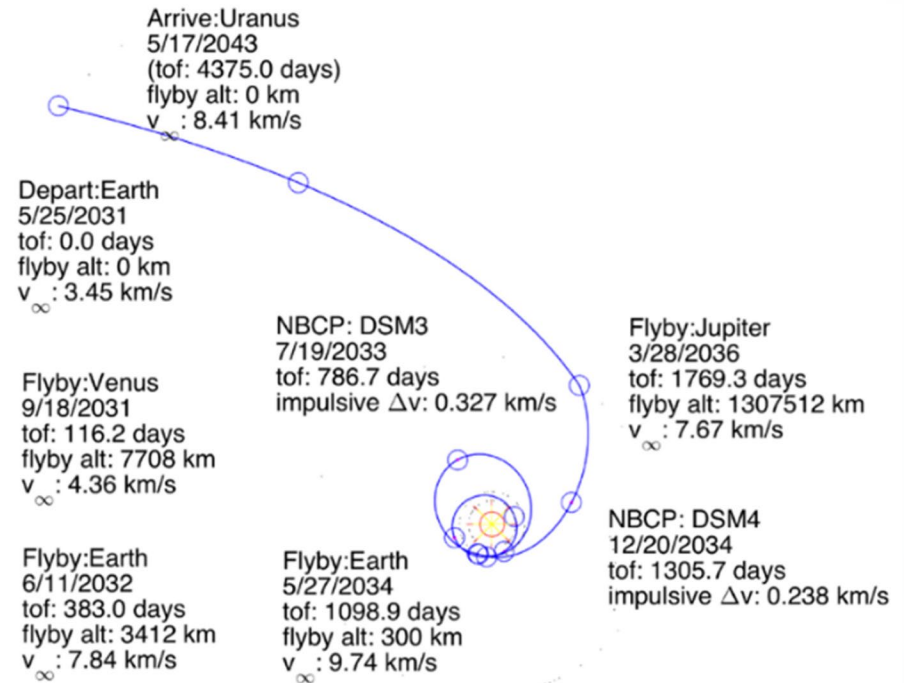 Arrive:Uranus
5/17/2043
(tof: 4375.0 days)
flyby alt: 0 km
v∞: 8.41 km/s
Depart:Earth
5/25/2031
tof: 0.0 days
flyby alt: 0 km
v∞: 3.45 km/s
Flyby:Venus
9/18/2031
tof: 116.2 days
flyby alt: 7708 km
v∞: 4.36 km/s
Flyby:Earth
6/11/2032
tof: 383.0 days
flyby alt: 3412 km
v∞: 7.84 km/s
NBCP: DSM3
7/19/2033
tof: 786.7 days
impulsive Δv: 0.327 km/s
Flyby:Earth
5/27/2034
tof: 1098.9 days
flyby alt: 300 km
v∞: 9.74 km/s
Flyby:Jupiter
3/28/2036
tof: 1769.3 days
flyby alt: 1307512 km
v∞: 7.67 km/s
NBCP: DSM4
12/20/2034
tof: 1305.7 days
impulsive Δv: 0.238 km/s